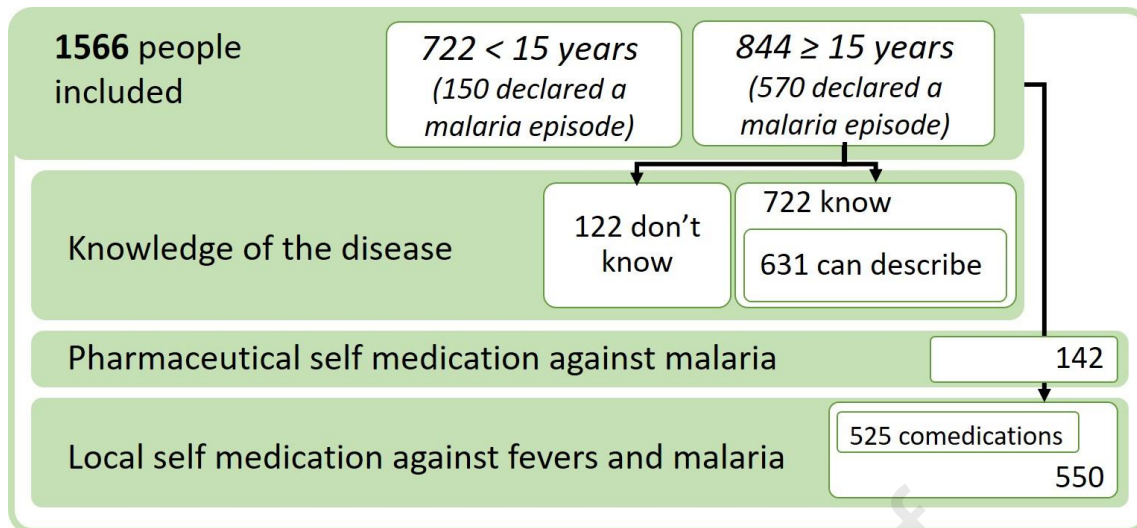 1566 people
included
722 < 15 years
(150 declared a
malaria episode)
844 ≥ 15 years
(570 declared a
malaria episode)
Knowledge of the disease
122 don’t
know
722 know
631 can describe
Pharmaceutical self medication against malaria
142
Local self medication against fevers and malaria
525 comedications
550